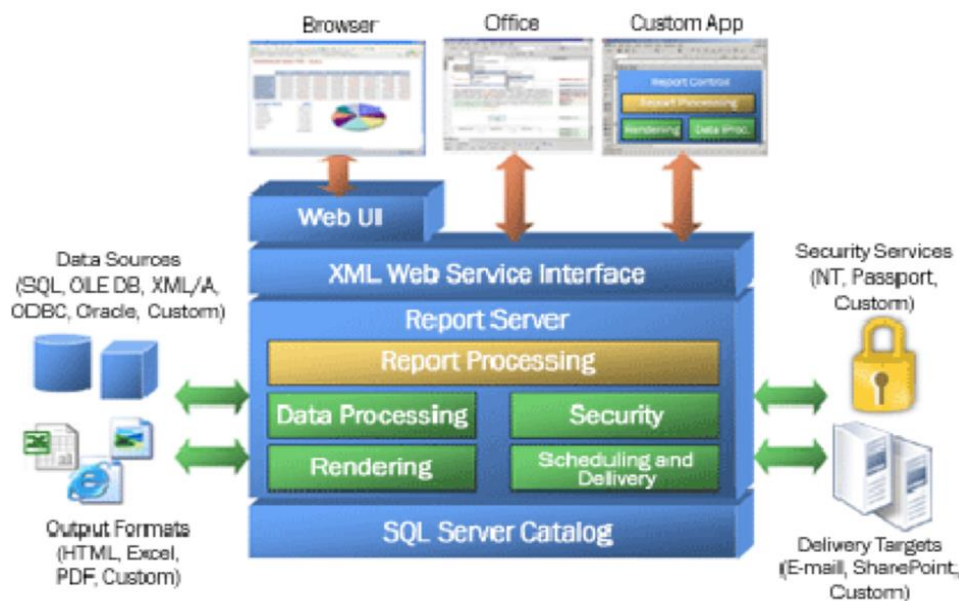 Browser
Office
Custom App
Report Control
Report Processing
Rendering
Data Proc.
Web UI
XML Web Service Interface
Data Sources
(SQL, OLE DB, XML/A,
ODBC, Oracle, Custom)
Security Services
(NT, Passport,
Custom)
Report Server
Report Processing
Data Processing
Security
Rendering
Scheduling and
Delivery
SQL Server Catalog
Output Formats
(HTML, Excel,
PDF, Custom)
Delivery Targets
(E-mail, SharePoint,
Custom)